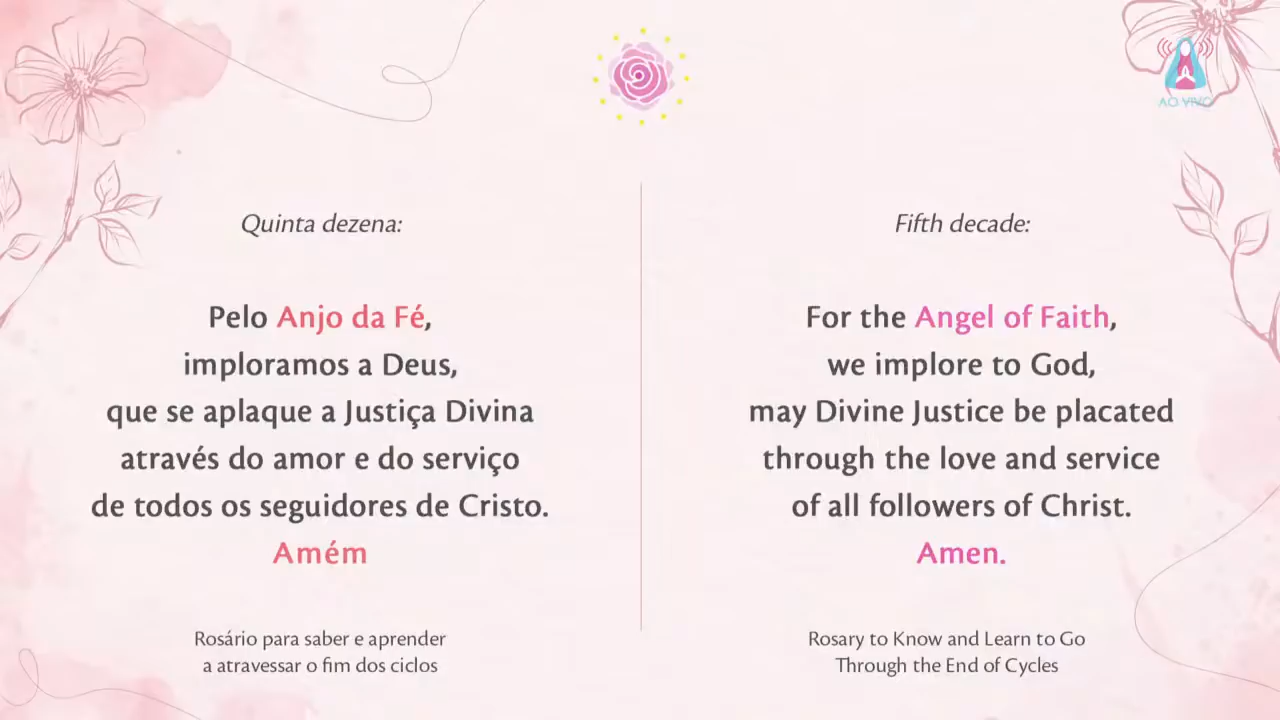 AO VIVO
Quinta dezena:
Pelo Anjo da Fé,
imploramos a Deus,
que se aplaque a Justiça Divina
através do amor e do serviço
de todos os seguidores de Cristo.
Amém
Rosário para saber e aprender
a atravessar o fim dos ciclos
Fifth decade:
For the Angel of Faith,
we implore to God,
may Divine Justice be placated
through the love and service
of all followers of Christ.
Amen.
Rosary to Know and Learn to Go
Through the End of Cycles